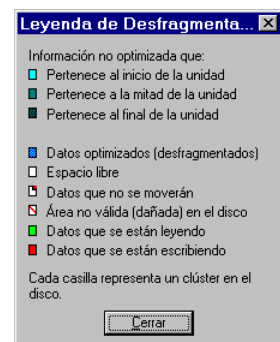 Leyenda de Desfragmenta...
Información no optimizada que:
Pertenece al inicio de la unidad
Pertenece a la mitad de la unidad
Pertenece al final de la unidad
Datos optimizados (desfragmentados)
Espacio libre
Datos que no se moverán
Área no válida (dañada) en el disco
Datos que se están leyendo
Datos que se están escribiendo
Cada casilla representa un clúster en el
disco.
Cerrar